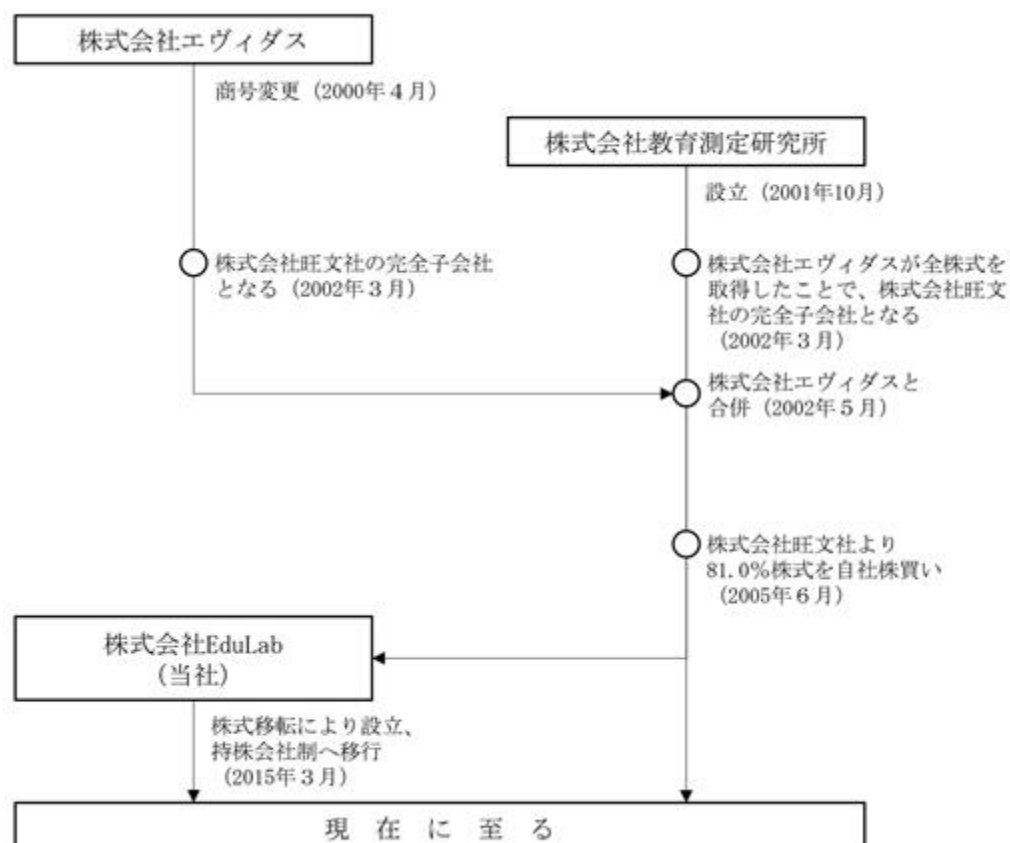 株式会社エヴィダス
商号変更（2000年４月）
株式会社教育測定研究所
設立（2001年10月）
株式会社旺文社の完全子会社
となる（2002年３月）
株式会社エヴィダスが全株式を
取得したことで、株式会社旺文
社の完全子会社となる
（2002年３月）
株式会社エヴィダスと
合併（2002年５月）
株式会社旺文社より
81.0％株式を自社株買い
（2005年６月）
株式会社EduLab
（当社）
株式移転により設立、
持株会社制へ移行
（2015年３月）
現　在　に　至　る